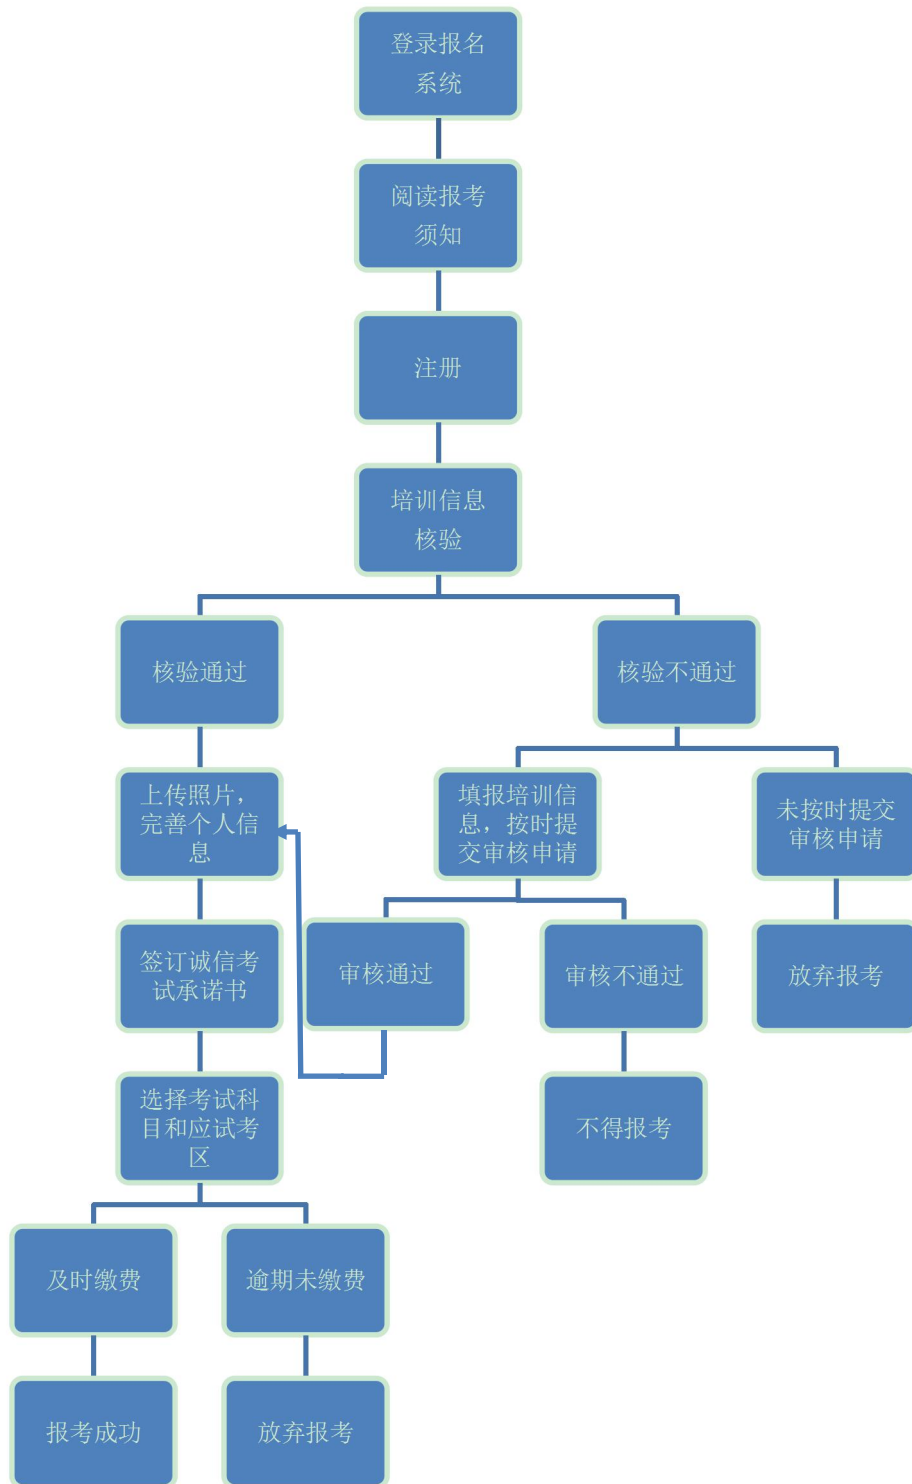 登录报名
系统
阅读报考
须知
注册
培训信息
核验
核验通过
核验不通过
上传照片，
完善个人信
息
填报培训信
息，按时提
交审核申请
未按时提交
审核申请
签订诚信考
试承诺书
审核通过
审核不通过
放弃报考
选择考试科
目和应试考
区
不得报考
及时缴费
逾期未缴费
报考成功
放弃报考